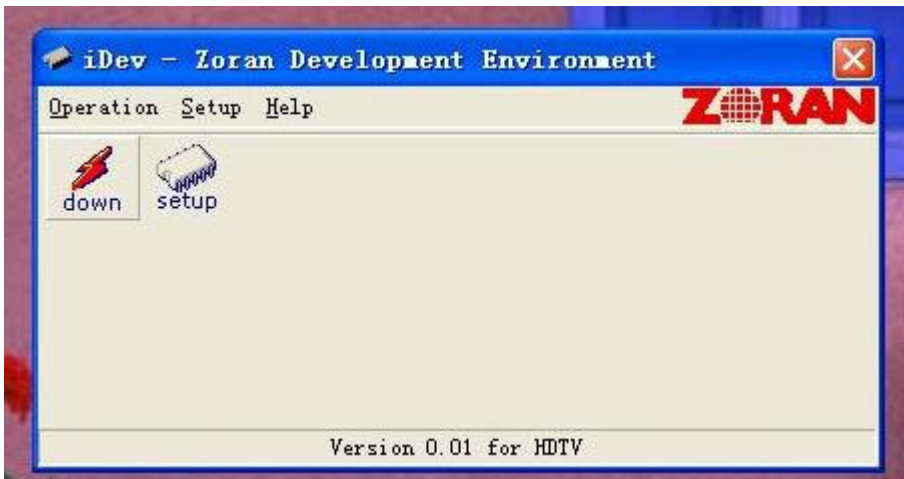 iDev - Zoran Development Environment
Operation Setup Help
ZORAN
down setup
Version 0.01 for HDTV